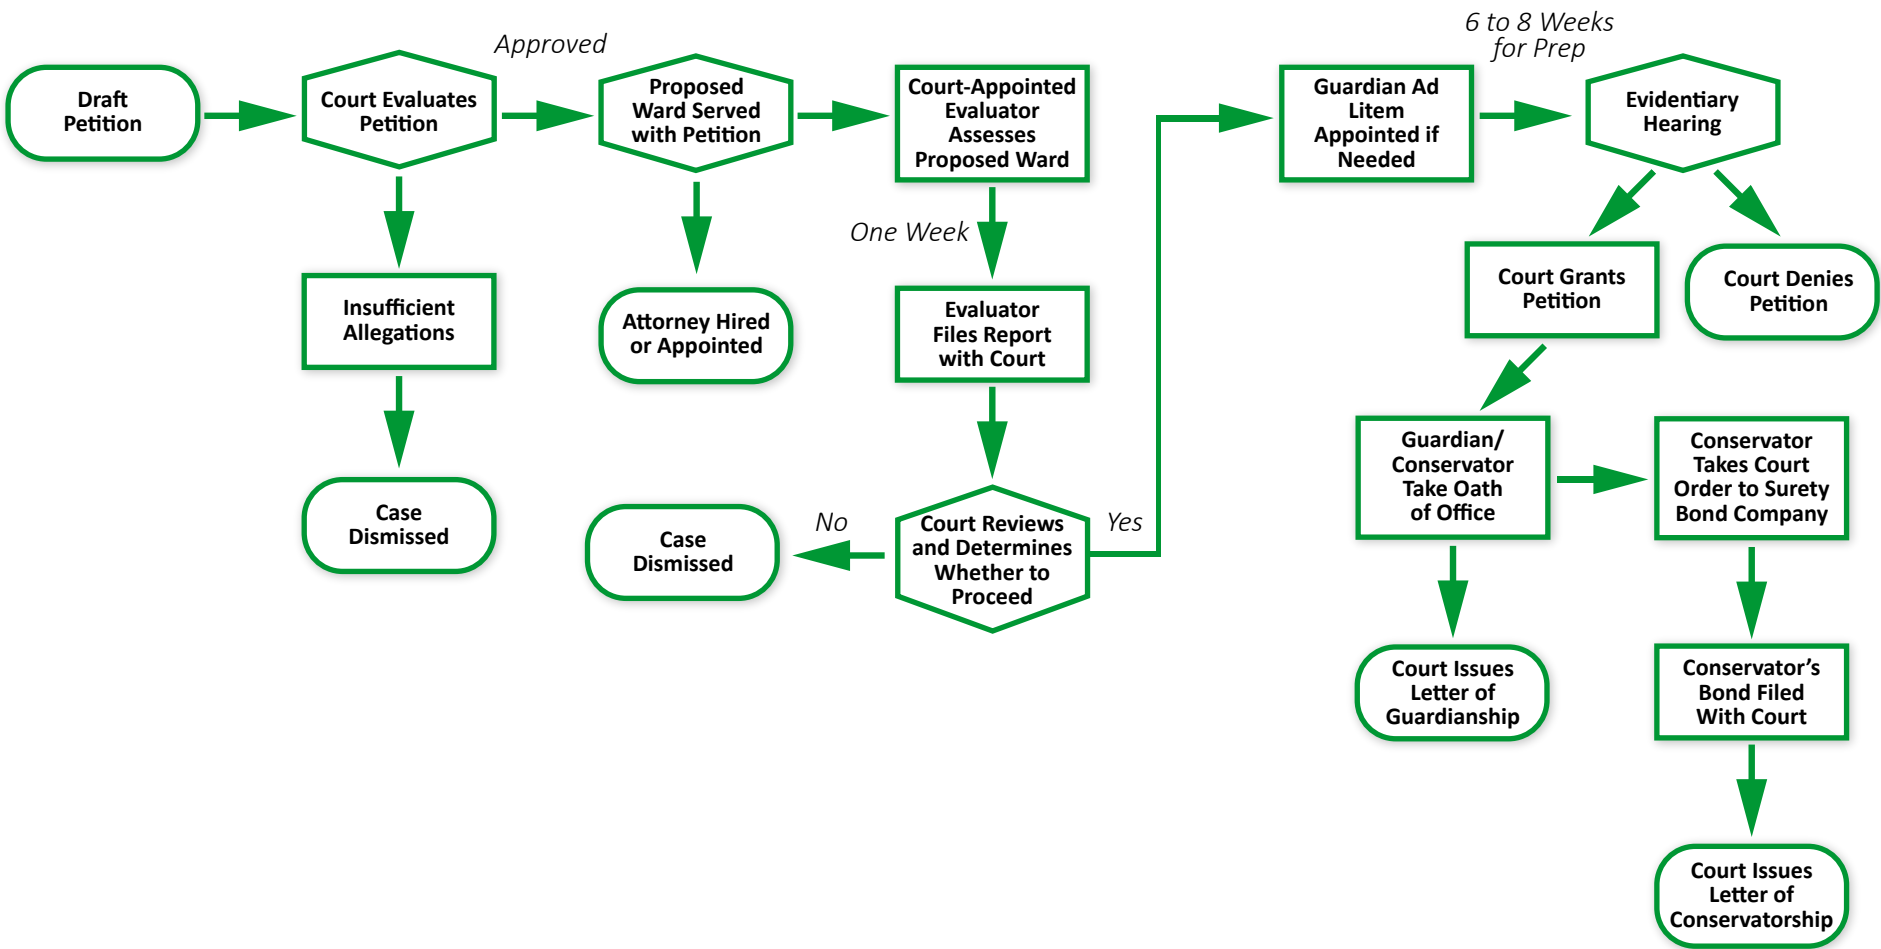 Draft
Petition
Court Evaluates
Petition
Approved
Proposed
Ward Served
with Petition
Court-Appointed
Evaluator
Assesses
Proposed Ward
Guardian Ad
Litem
Appointed if
Needed
6 to 8 Weeks
for Prep
Evidentiary
Hearing
Insufficient
Allegations
Case
Dismissed
Attorney Hired
or Appointed
One Week
Evaluator
Files Report
with Court
Court Reviews
and Determines
Whether to
Proceed
No
Case
Dismissed
Yes
Court Grants
Petition
Court Denies
Petition
Guardian/
Conservator
Take Oath
of Office
Conservator
Takes Court
Order to Surety
Bond Company
Court Issues
Letter of
Guardianship
Conservator’s
Bond Filed
With Court
Court Issues
Letter of
Conservatorship